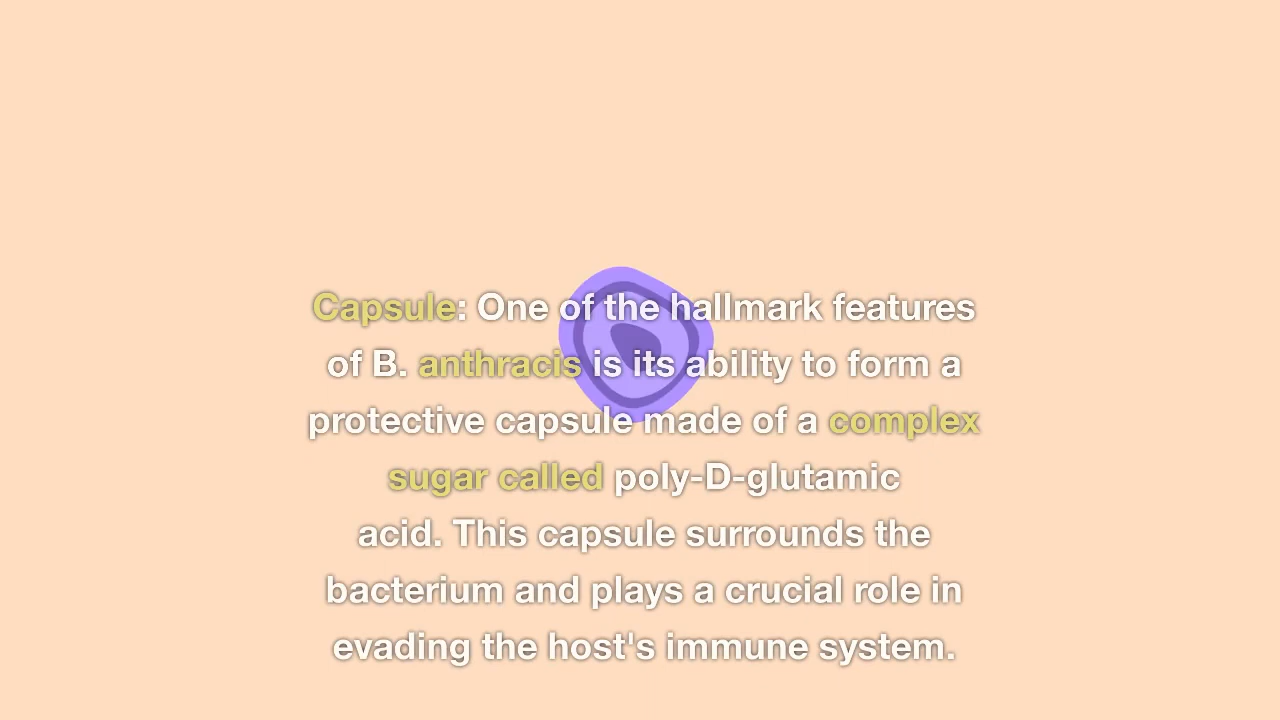 Capsule: One of the hallmark features
of B. anthracis is its ability to form a
protective capsule made of a complex
sugar called poly-D-glutamic
acid. This capsule surrounds the
bacterium and plays a crucial role in
evading the host's immune system.